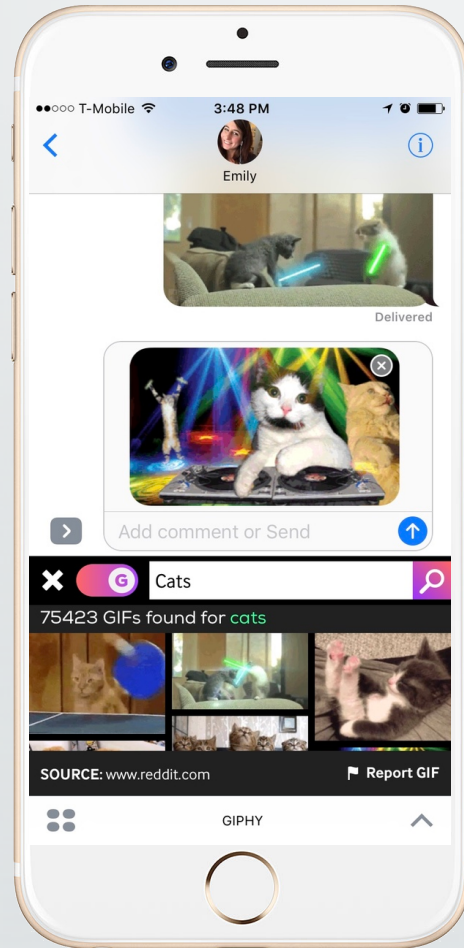 T-Mobile 3:48 PM
Emily
Delivered
Add comment or Send
G Cats
75423 GIFs found for cats
SOURCE: www.reddit.com Report GIF
GIPHY